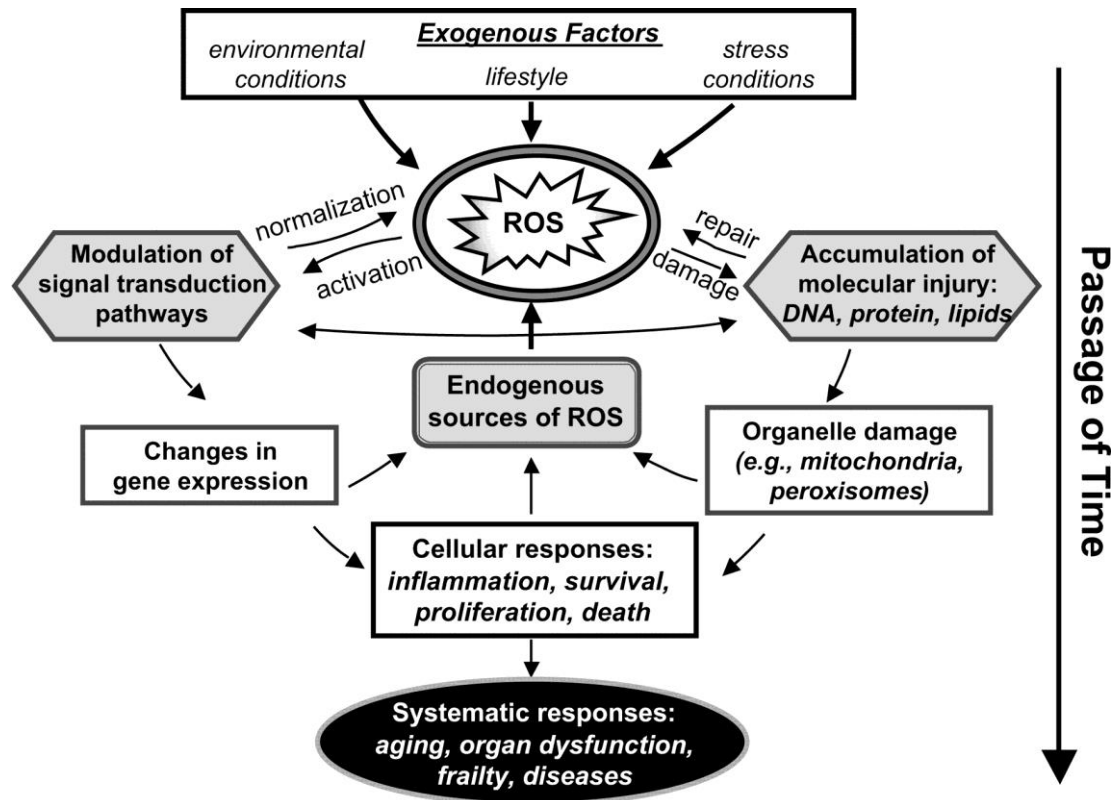 Exogenous Factors
environmental
conditions
lifestyle
stress
conditions
ROS
normalization
activation
repair
damage
Modulation of
signal transduction
pathways
Accumulation of
molecular injury:
DNA, protein, lipids
Endogenous
sources of ROS
Changes in
gene expression
Organelle damage
(e.g., mitochondria,
peroxisomes)
Cellular responses:
inflammation, survival,
proliferation, death
Systematic responses:
aging, organ dysfunction,
frailty, diseases
Passage of Time